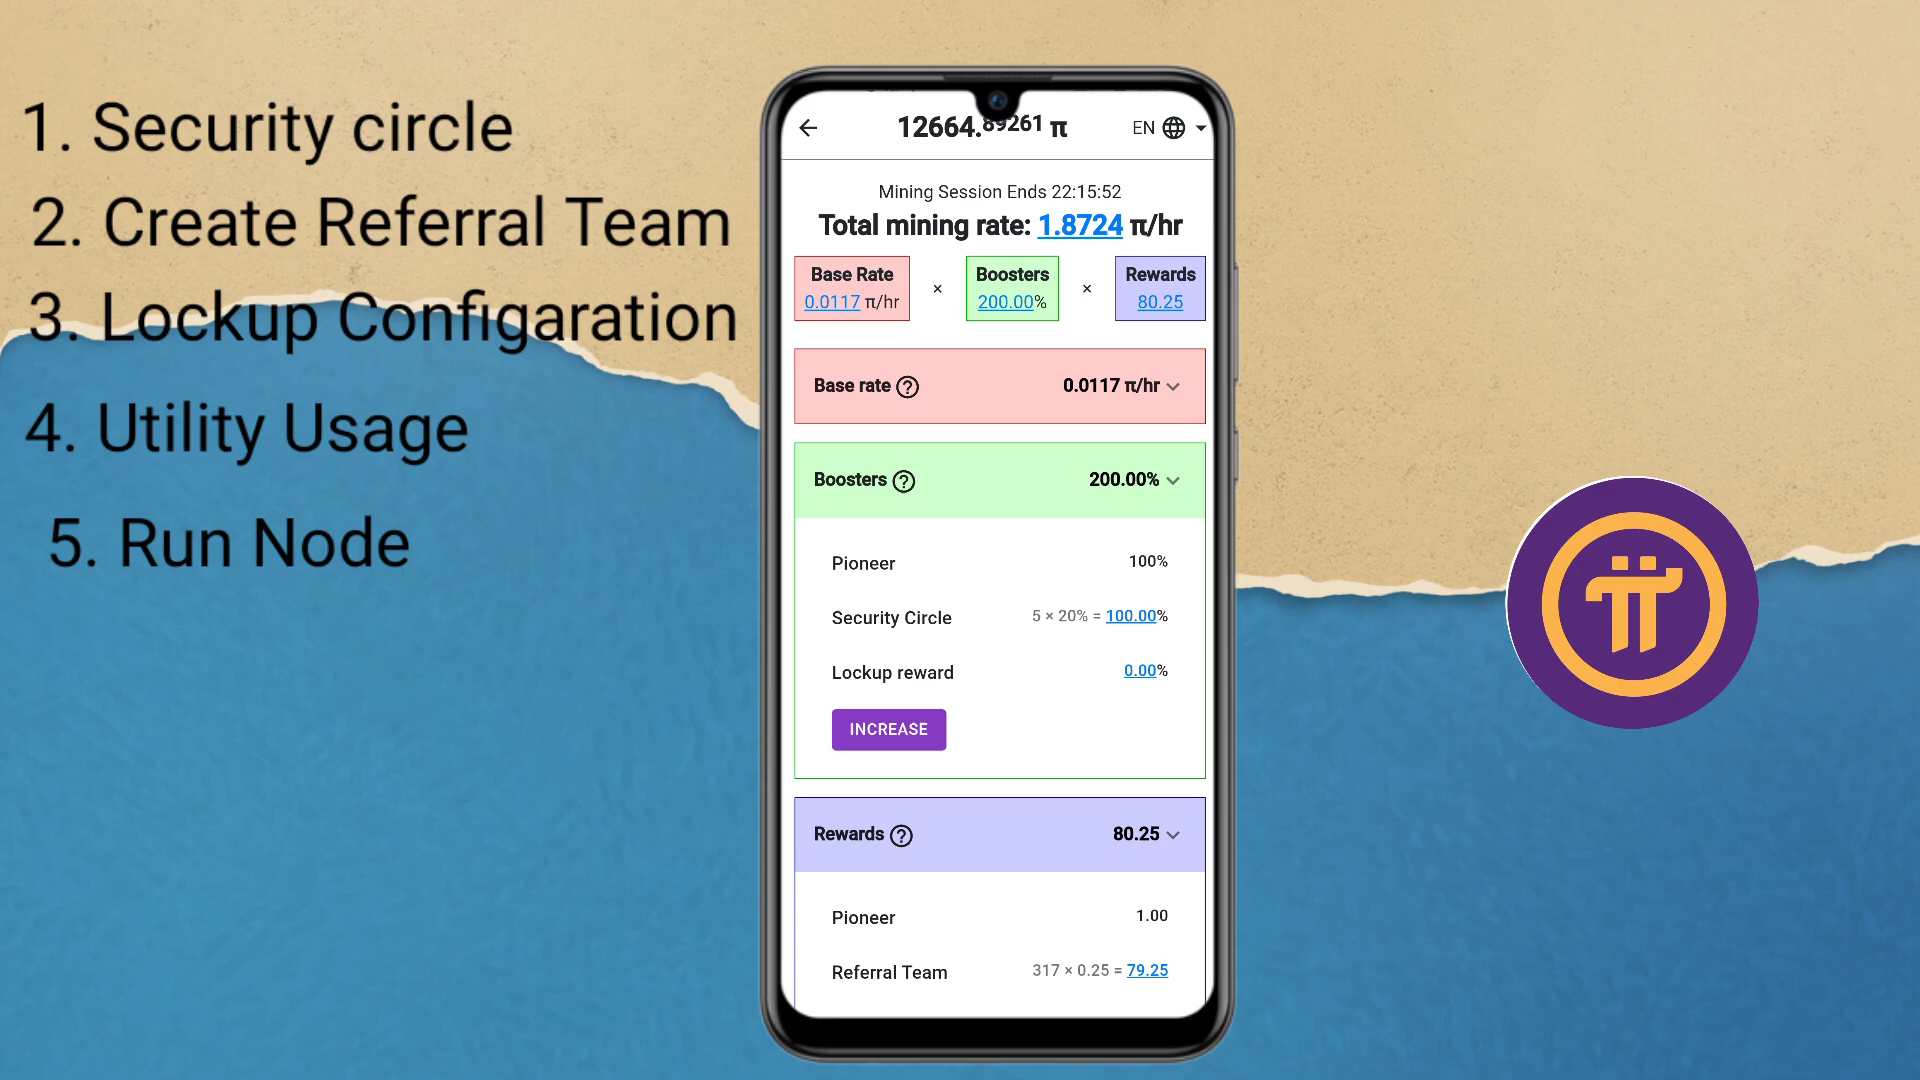 1. Security circle
2. Create Referral Team
3. Lockup Configaration
4. Utility Usage
5. Run Node
12664.89261 π
EN
Mining Session Ends 22:15:52
Total mining rate: 1.8724 π/hr
Base Rate
0.0117 π/hr
×
Boosters
200.00%
×
Rewards
80.25
Base rate ? 0.0117 π/hr
Boosters ? 200.00%
Pioneer 100%
Security Circle 5 × 20% = 100.00%
Lockup reward 0.00%
INCREASE
Rewards ? 80.25
Pioneer 1.00
Referral Team 317 × 0.25 = 79.25